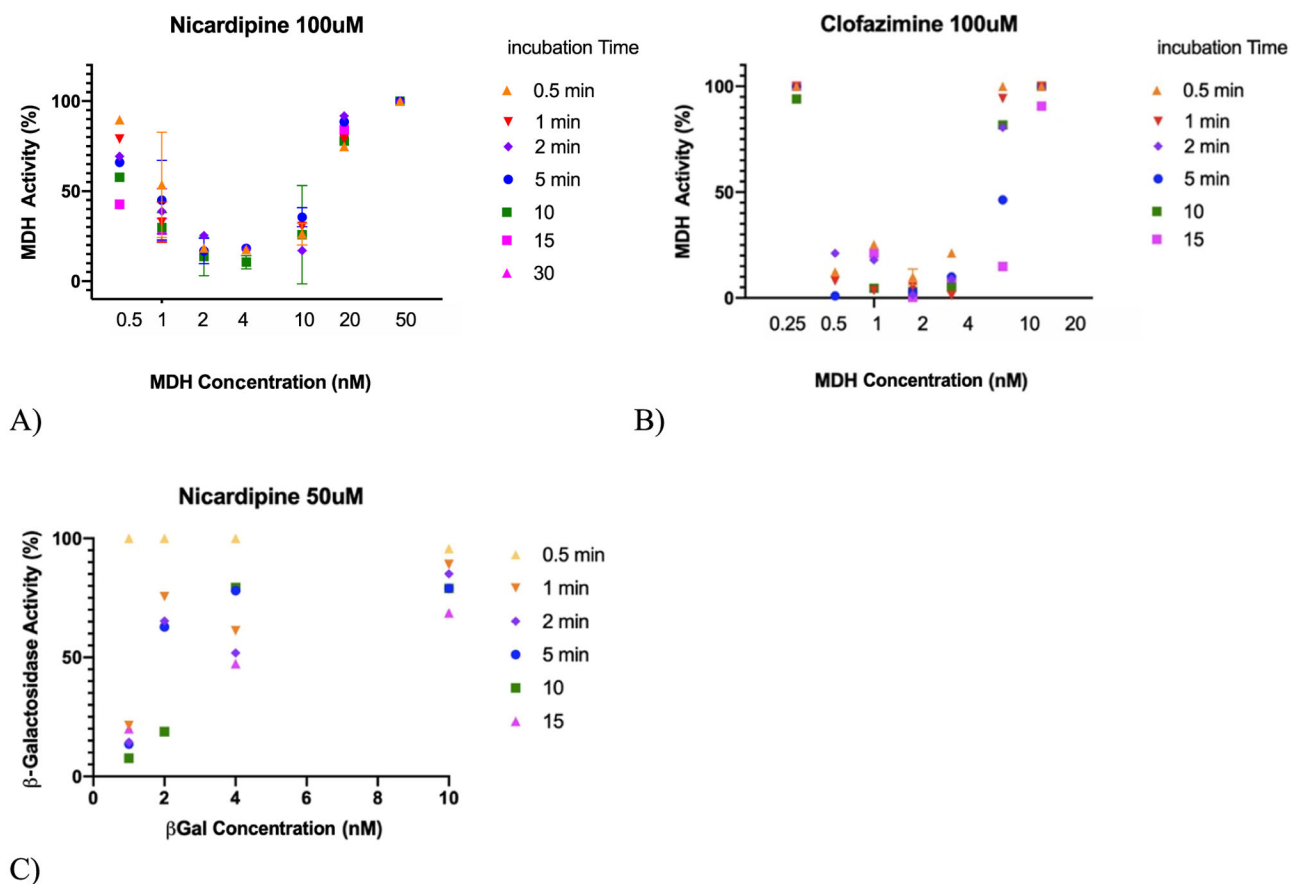 Nicardipine 100uM
incubation Time
0.5 min
1 min
2 min
5 min
10
15
30
MDH Activity (%)
100
50
0
0.5 1 2 4 10 20 50
MDH Concentration (nM)
A)
Clofazimine 100uM
incubation Time
0.5 min
1 min
2 min
5 min
10
15
MDH Activity (%)
100
50
0
0.25 0.5 1 2 4 10 20
MDH Concentration (nM)
B)
Nicardipine 50uM
0.5 min
1 min
2 min
5 min
10
15
β-Galactosidase Activity (%)
100
50
0
0 2 4 6 8 10
βGal Concentration (nM)
C)